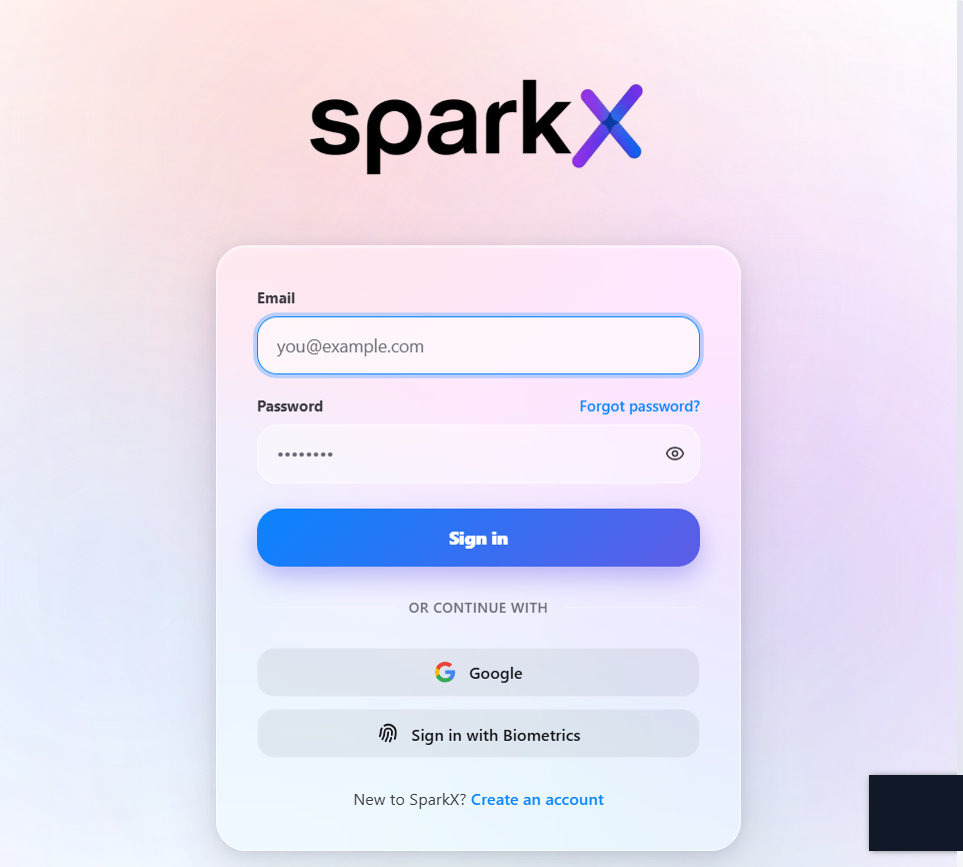 sparkX
Email
you@example.com
Password Forgot password?
••••••••
Sign in
OR CONTINUE WITH
Google
Sign in with Biometrics
New to SparkX? Create an account